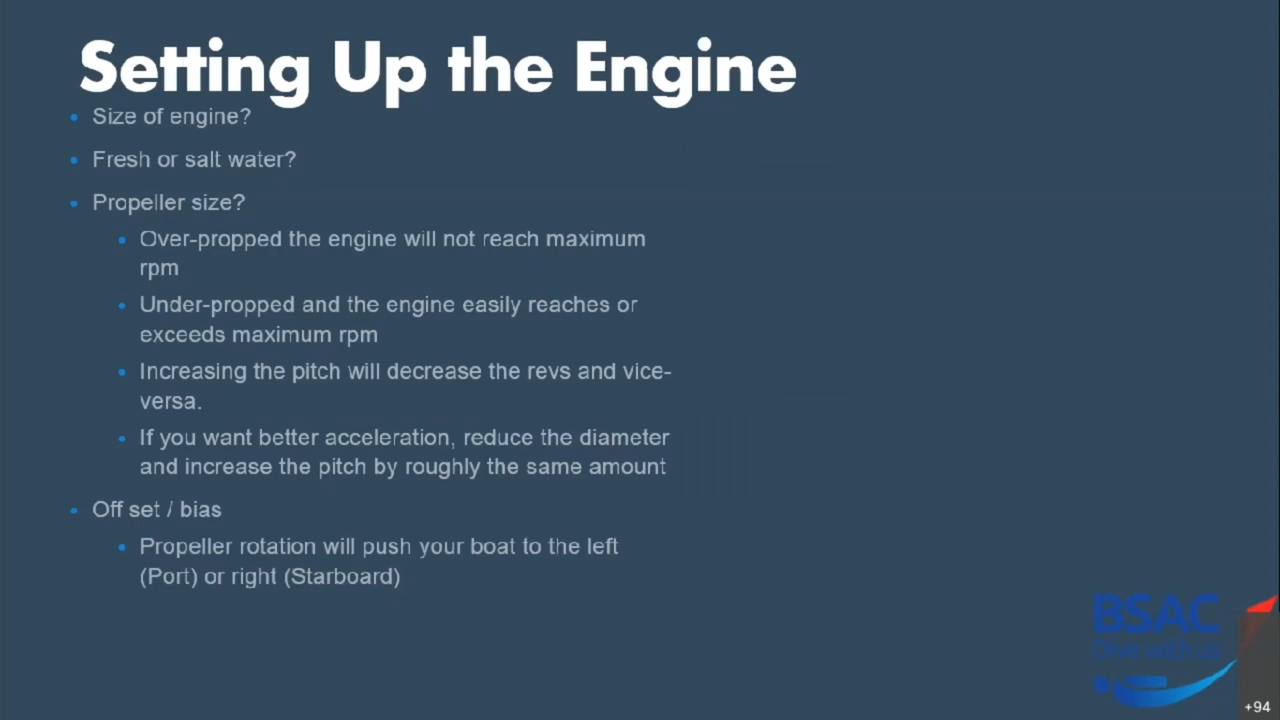 Setting Up the Engine
Size of engine?
Fresh or salt water?
Propeller size?
Over-propped the engine will not reach maximum
rpm
Under-propped and the engine easily reaches or
exceeds maximum rpm
Increasing the pitch will decrease the revs and vice-
versa.
If you want better acceleration, reduce the diameter
and increase the pitch by roughly the same amount
Off set / bias
Propeller rotation will push your boat to the left
(Port) or right (Starboard)
BSAC
Dive with us
+94